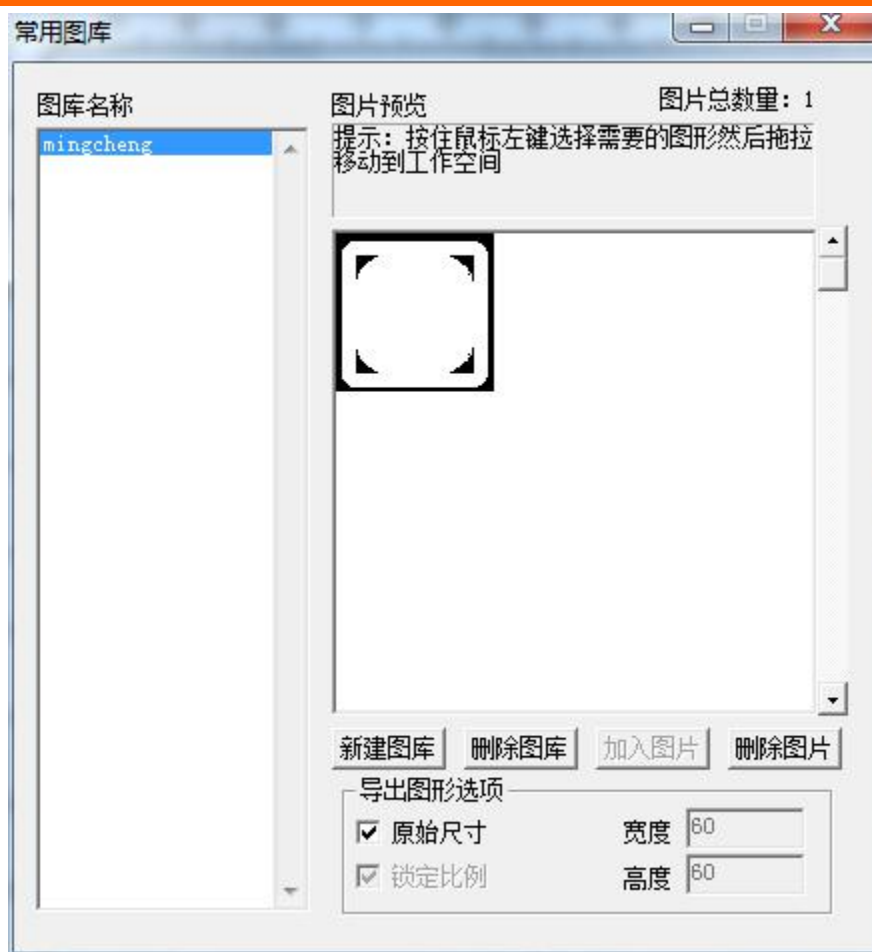 常用图库
图库名称
mingcheng
图片预览
图片总数量：1
提示：按住鼠标左键选择需要的图形然后拖拉
移动到工作空间
新建图库
删除图库
加入图片
删除图片
导出图形选项
原始尺寸
宽度 60
锁定比例
高度 60